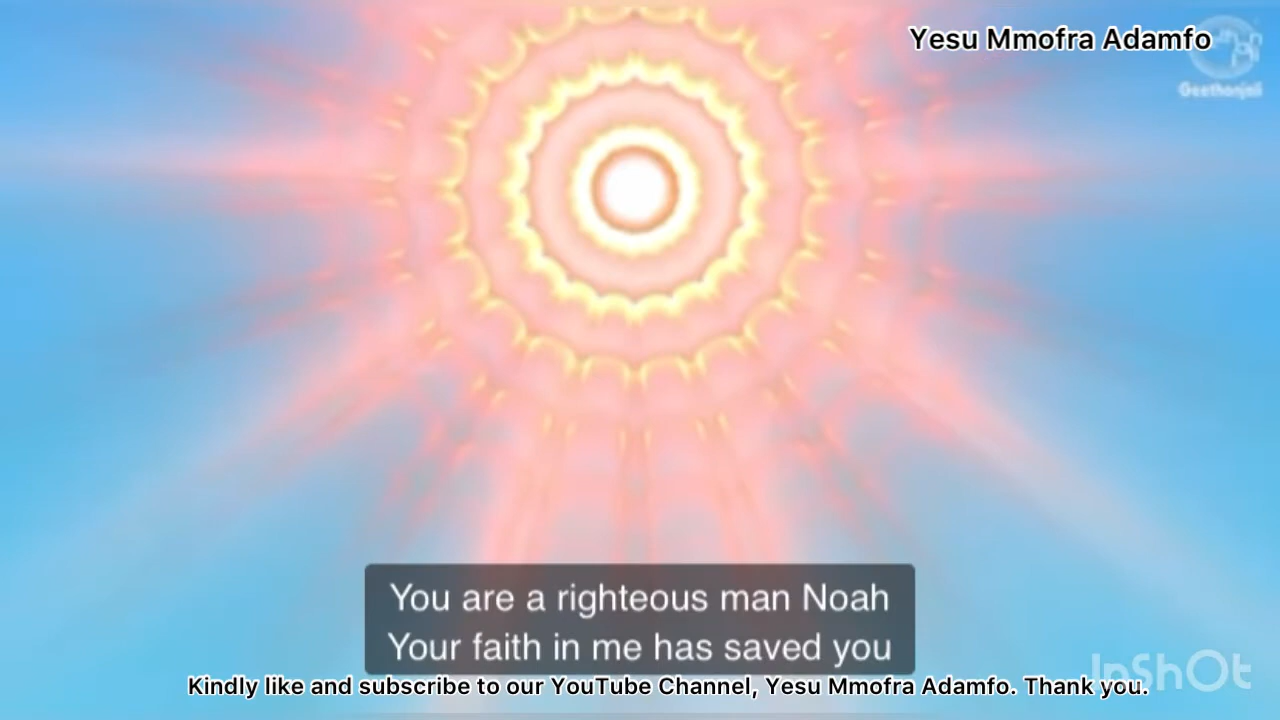 Yesu Mmofra Adamfo
Geethanjali
You are a righteous man Noah
Your faith in me has saved you
InShOt
Kindly like and subscribe to our YouTube Channel, Yesu Mmofra Adamfo. Thank you.